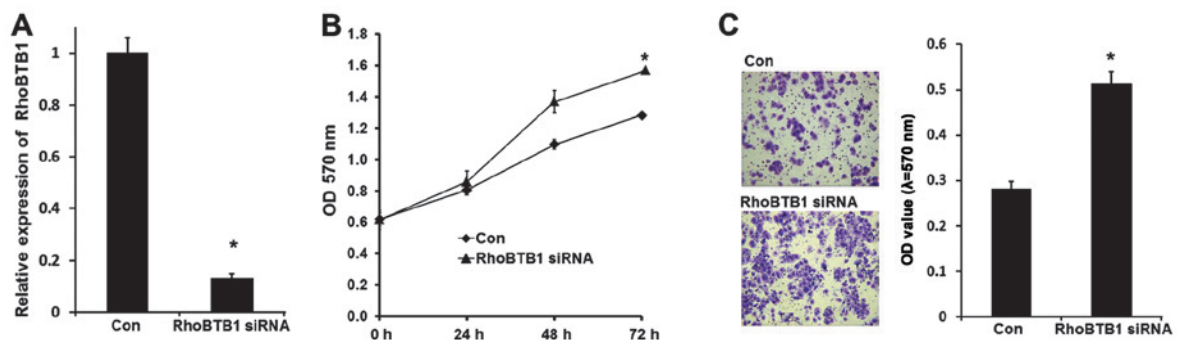 A
Relative expression of RhoBTB1
1
0.8
0.6
0.4
0.2
0
*
Con
RhoBTB1 siRNA
B
OD 570 nm
1.8
1.6
1.4
1.2
1.0
0.8
0.6
0.4
0.2
0
*
Con
RhoBTB1 siRNA
0 h
24 h
48 h
72 h
C
Con
RhoBTB1 siRNA
OD value (λ=570 nm)
0.6
0.5
0.4
0.3
0.2
0.1
0
*
Con
RhoBTB1 siRNA